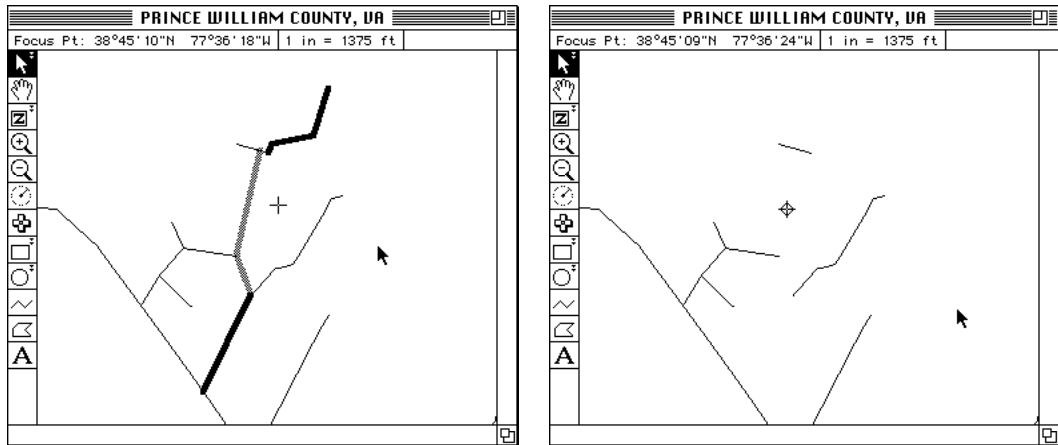 PRINCE WILLIAM COUNTY, VA
Focus Pt: 38°45'10"N 77°36'18"W 1 in = 1375 ft
Z
A
PRINCE WILLIAM COUNTY, VA
Focus Pt: 38°45'09"N 77°36'24"W 1 in = 1375 ft
Z
A